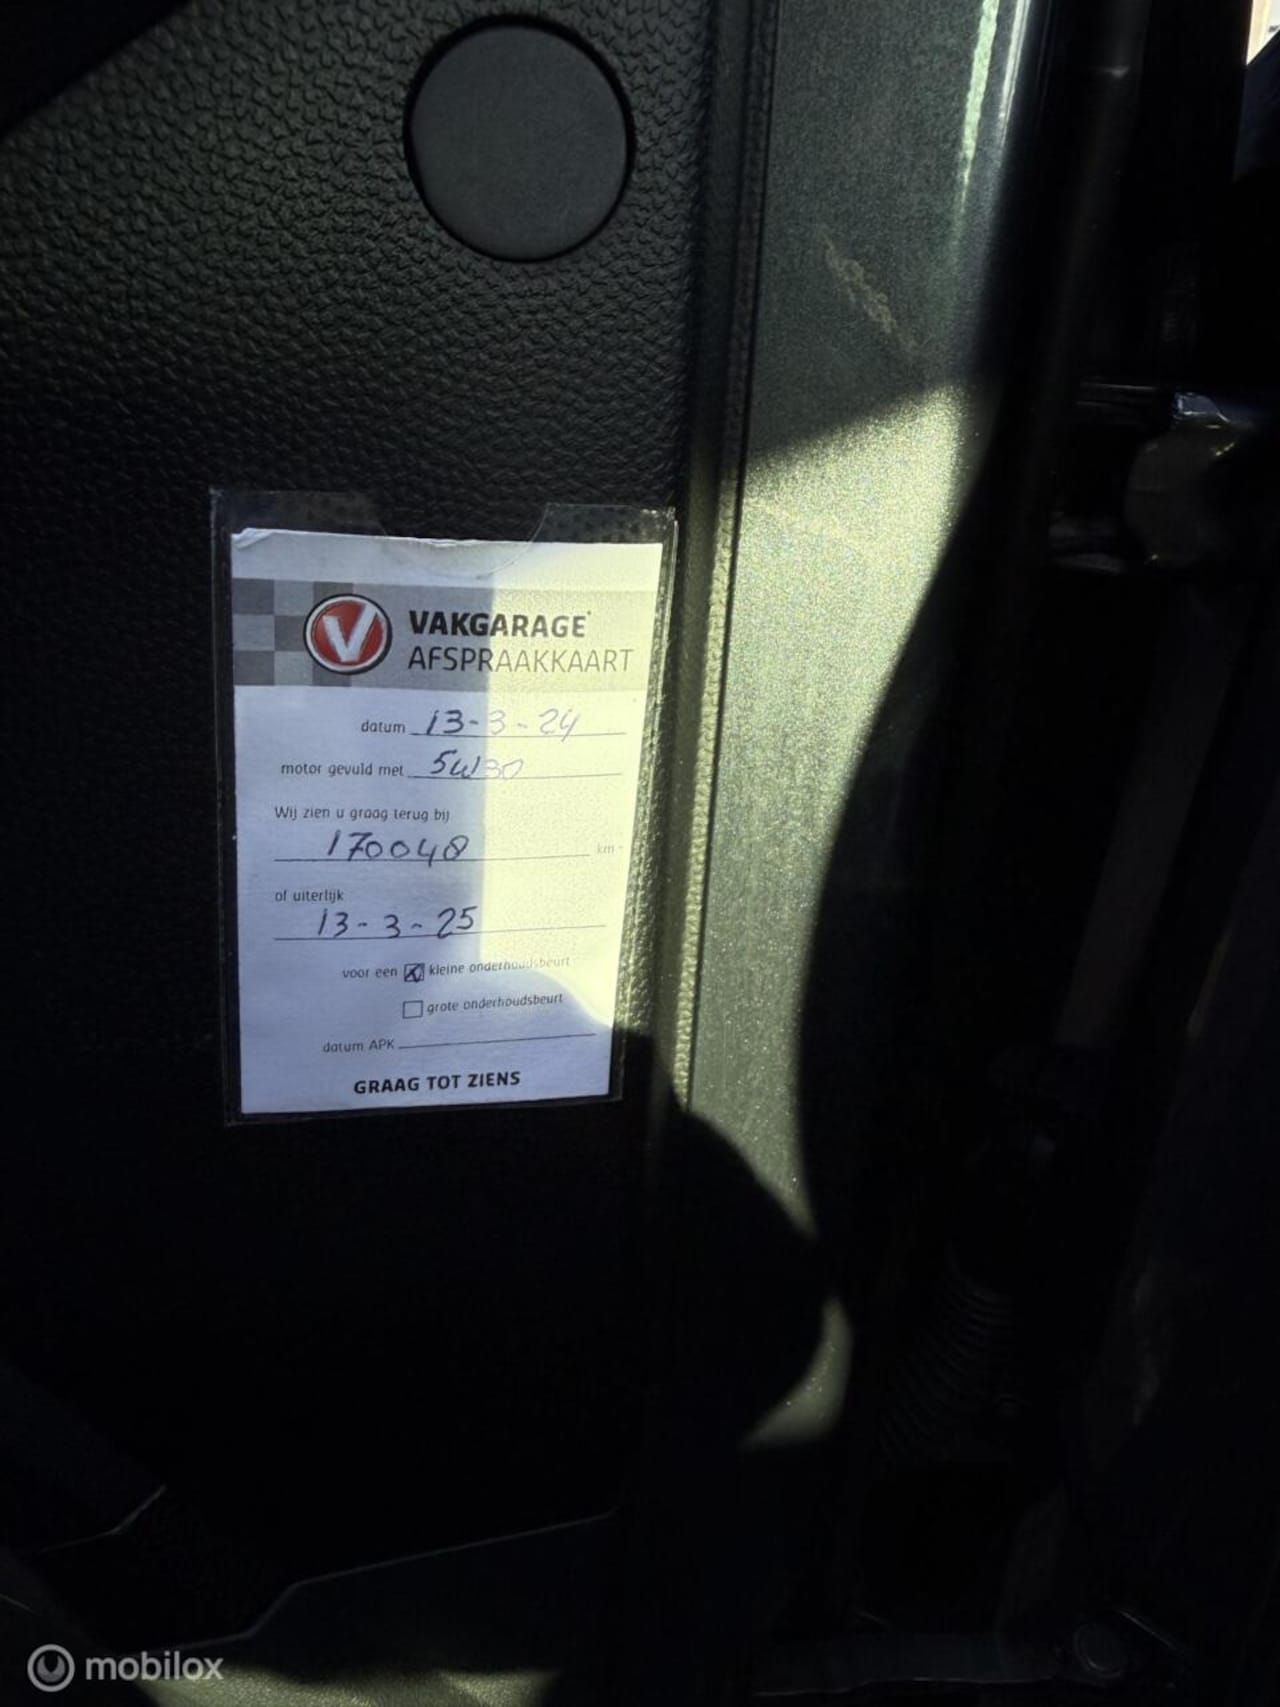 V VAKGARAGE
AFSPRAAKKAART
datum 13-3-24
motor gevuld met 5W30
Wij zien u graag terug bij
170048 km
of uiterlijk
13-3-25
voor een kleine onderhoudsbeurt
grote onderhoudsbeurt
datum APK
GRAAG TOT ZIENS
mobilox